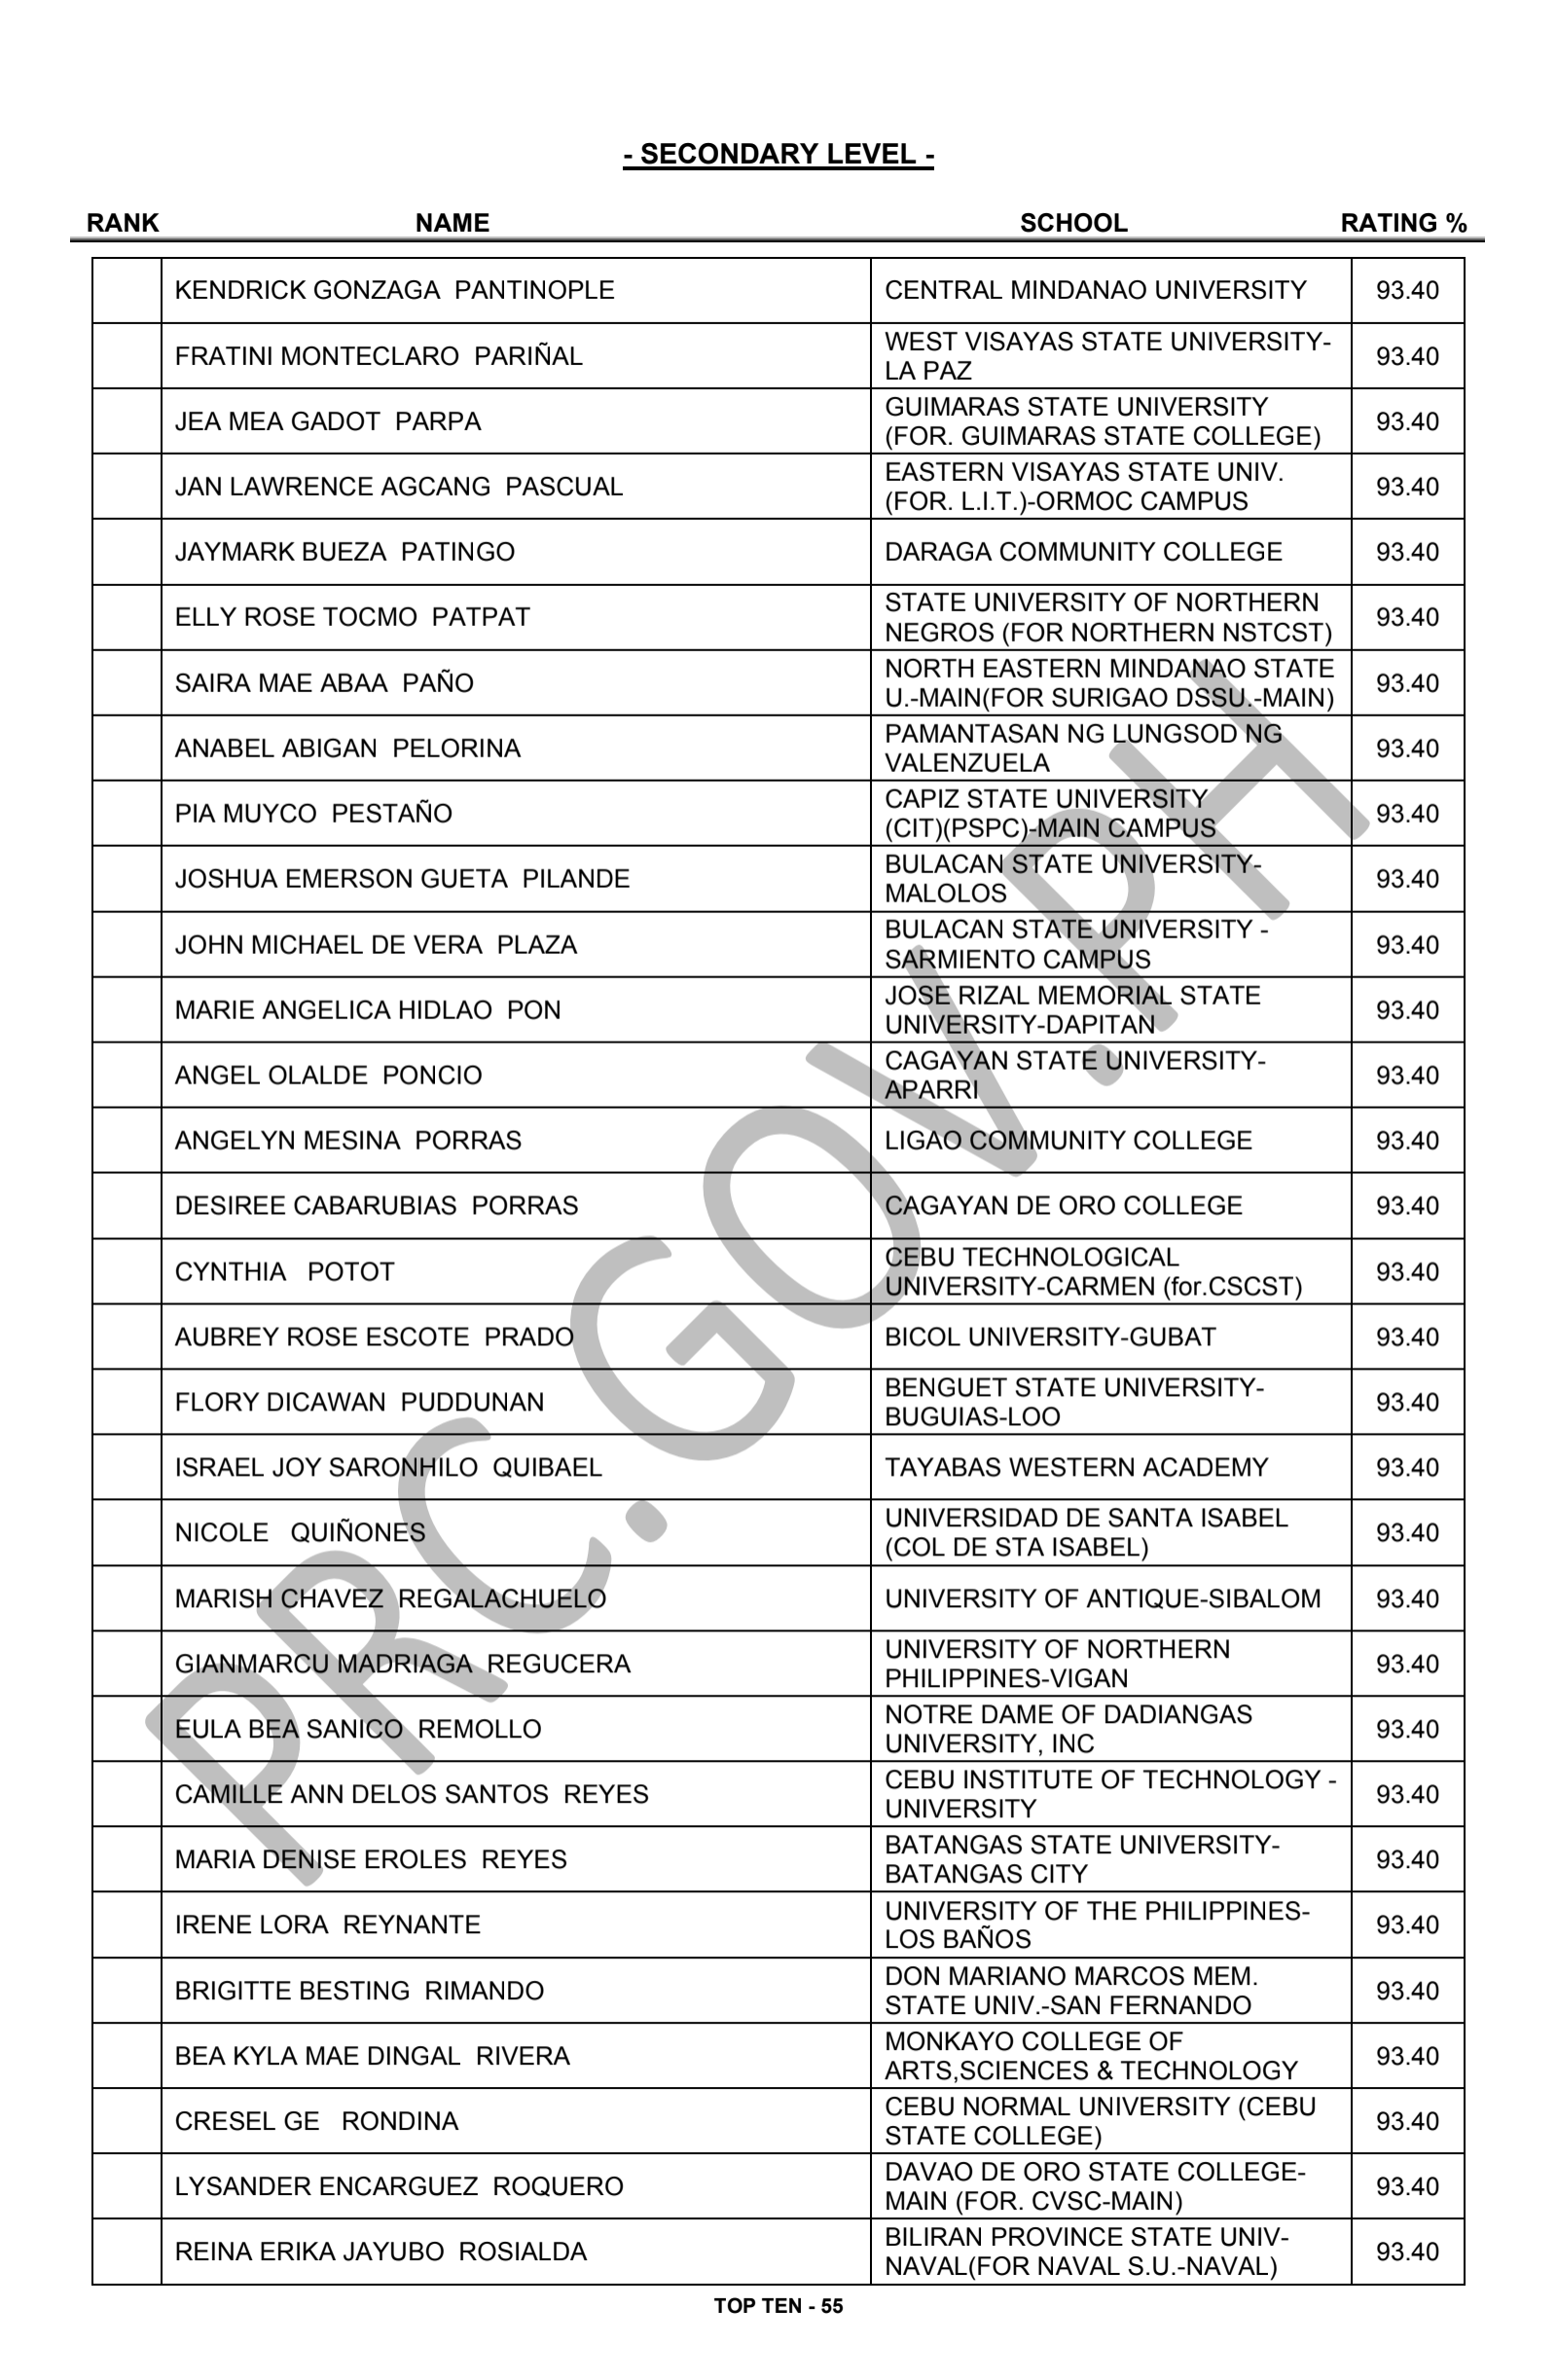 - SECONDARY LEVEL -
RANK NAME SCHOOL RATING %
KENDRICK GONZAGA PANTINOPLE CENTRAL MINDANAO UNIVERSITY 93.40
FRATINI MONTECLARO PARIÑAL WEST VISAYAS STATE UNIVERSITY-
LA PAZ 93.40
JEA MEA GADOT PARPA GUIMARAS STATE UNIVERSITY
(FOR. GUIMARAS STATE COLLEGE) 93.40
JAN LAWRENCE AGCANG PASCUAL EASTERN VISAYAS STATE UNIV.
(FOR. L.I.T.)-ORMOC CAMPUS 93.40
JAYMARK BUEZA PATINGO DARAGA COMMUNITY COLLEGE 93.40
ELLY ROSE TOCMO PATPAT STATE UNIVERSITY OF NORTHERN
NEGROS (FOR NORTHERN NSTCST) 93.40
SAIRA MAE ABAA PAÑO NORTH EASTERN MINDANAO STATE
U.-MAIN(FOR SURIGAO DSSU.-MAIN) 93.40
ANABEL ABIGAN PELORINA PAMANTASAN NG LUNGSOD NG
VALENZUELA 93.40
PIA MUYCO PESTAÑO CAPIZ STATE UNIVERSITY
(CIT)(PSPC)-MAIN CAMPUS 93.40
JOSHUA EMERSON GUETA PILANDE BULACAN STATE UNIVERSITY-
MALOLOS 93.40
JOHN MICHAEL DE VERA PLAZA BULACAN STATE UNIVERSITY -
SARMIENTO CAMPUS 93.40
MARIE ANGELICA HIDLAO PON JOSE RIZAL MEMORIAL STATE
UNIVERSITY-DAPITAN 93.40
ANGEL OLALDE PONCIO CAGAYAN STATE UNIVERSITY-
APARRI 93.40
ANGELYN MESINA PORRAS LIGAO COMMUNITY COLLEGE 93.40
DESIREE CABARUBIAS PORRAS CAGAYAN DE ORO COLLEGE 93.40
CYNTHIA POTOT CEBU TECHNOLOGICAL
UNIVERSITY-CARMEN (for.CSCST) 93.40
AUBREY ROSE ESCOTE PRADO BICOL UNIVERSITY-GUBAT 93.40
FLORY DICAWAN PUDDUNAN BENGUET STATE UNIVERSITY-
BUGUIAS-LOO 93.40
ISRAEL JOY SARONHILO QUIBAEL TAYABAS WESTERN ACADEMY 93.40
NICOLE QUIÑONES UNIVERSIDAD DE SANTA ISABEL
(COL DE STA ISABEL) 93.40
MARISH CHAVEZ REGALACHUELO UNIVERSITY OF ANTIQUE-SIBALOM 93.40
GIANMARCU MADRIAGA REGUCERA UNIVERSITY OF NORTHERN
PHILIPPINES-VIGAN 93.40
EULA BEA SANICO REMOLLO NOTRE DAME OF DADIANGAS
UNIVERSITY, INC 93.40
CAMILLE ANN DELOS SANTOS REYES CEBU INSTITUTE OF TECHNOLOGY -
UNIVERSITY 93.40
MARIA DENISE EROLES REYES BATANGAS STATE UNIVERSITY-
BATANGAS CITY 93.40
IRENE LORA REYNANTE UNIVERSITY OF THE PHILIPPINES-
LOS BAÑOS 93.40
BRIGITTE BESTING RIMANDO DON MARIANO MARCOS MEM.
STATE UNIV.-SAN FERNANDO 93.40
BEA KYLA MAE DINGAL RIVERA MONKAYO COLLEGE OF
ARTS,SCIENCES & TECHNOLOGY 93.40
CRESEL GE RONDINA CEBU NORMAL UNIVERSITY (CEBU
STATE COLLEGE) 93.40
LYSANDER ENCARGUEZ ROQUERO DAVAO DE ORO STATE COLLEGE-
MAIN (FOR. CVSC-MAIN) 93.40
REINA ERIKA JAYUBO ROSIALDA BILIRAN PROVINCE STATE UNIV-
NAVAL(FOR NAVAL S.U.-NAVAL) 93.40
TOP TEN - 55
PRC.GOV.PH